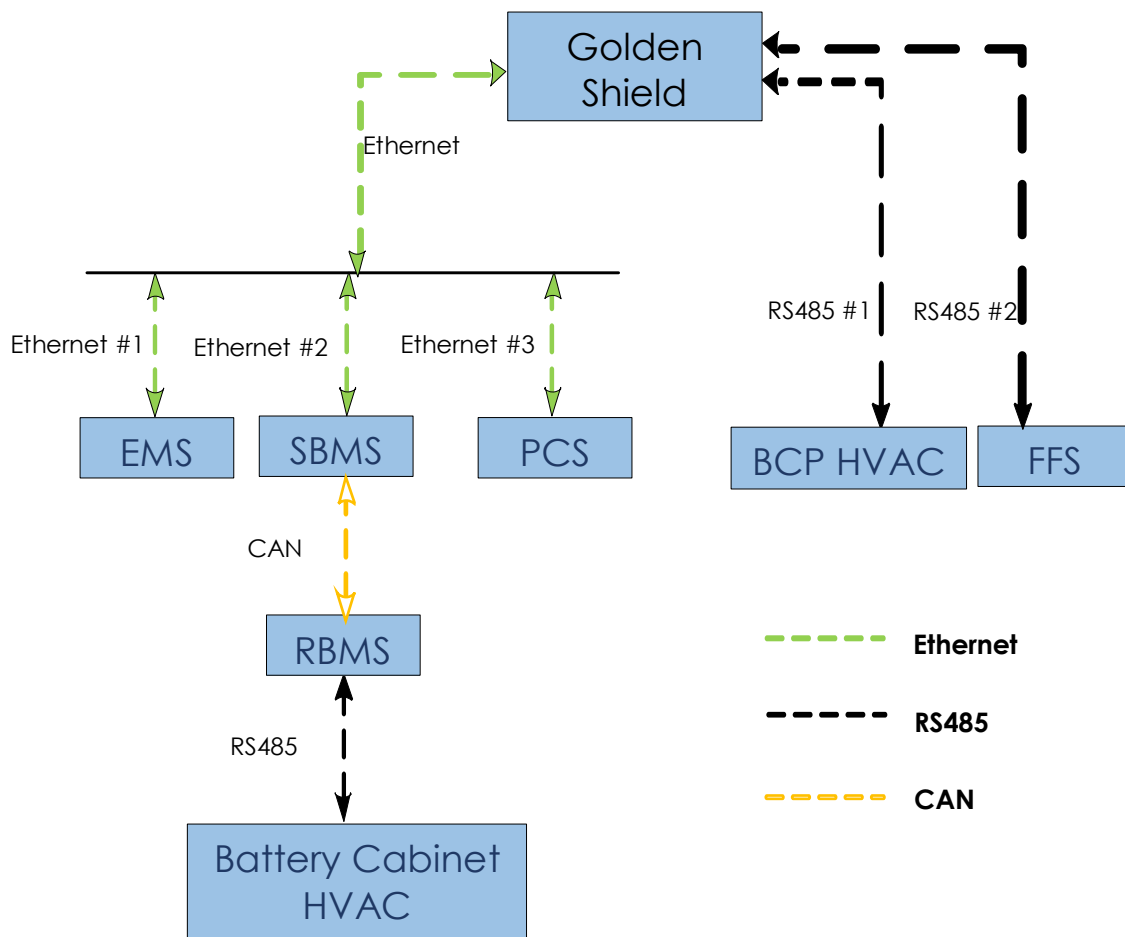 Golden
Shield
Ethernet
RS485 #1
RS485 #2
Ethernet #1
Ethernet #2
Ethernet #3
EMS
SBMS
PCS
BCP HVAC
FFS
CAN
RBMS
RS485
Battery Cabinet
HVAC
Ethernet
RS485
CAN